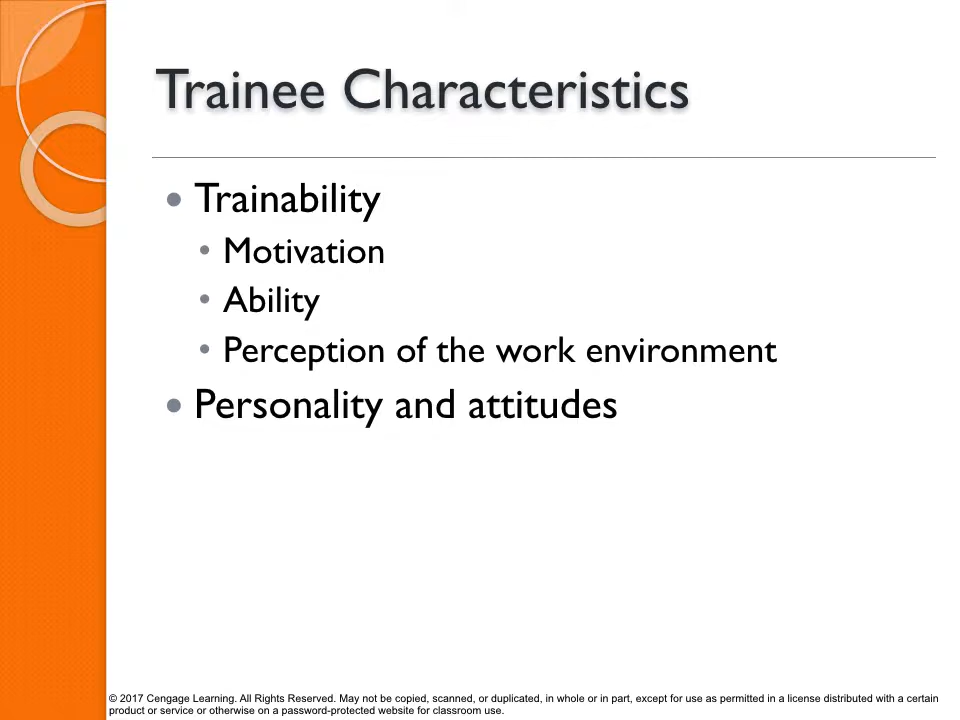 Trainee Characteristics
• Trainability
• Motivation
• Ability
• Perception of the work environment
• Personality and attitudes
© 2017 Cengage Learning. All Rights Reserved. May not be copied, scanned, or duplicated, in whole or in part, except for use as permitted in a license distributed with a certain
product or service or otherwise on a password-protected website for classroom use.